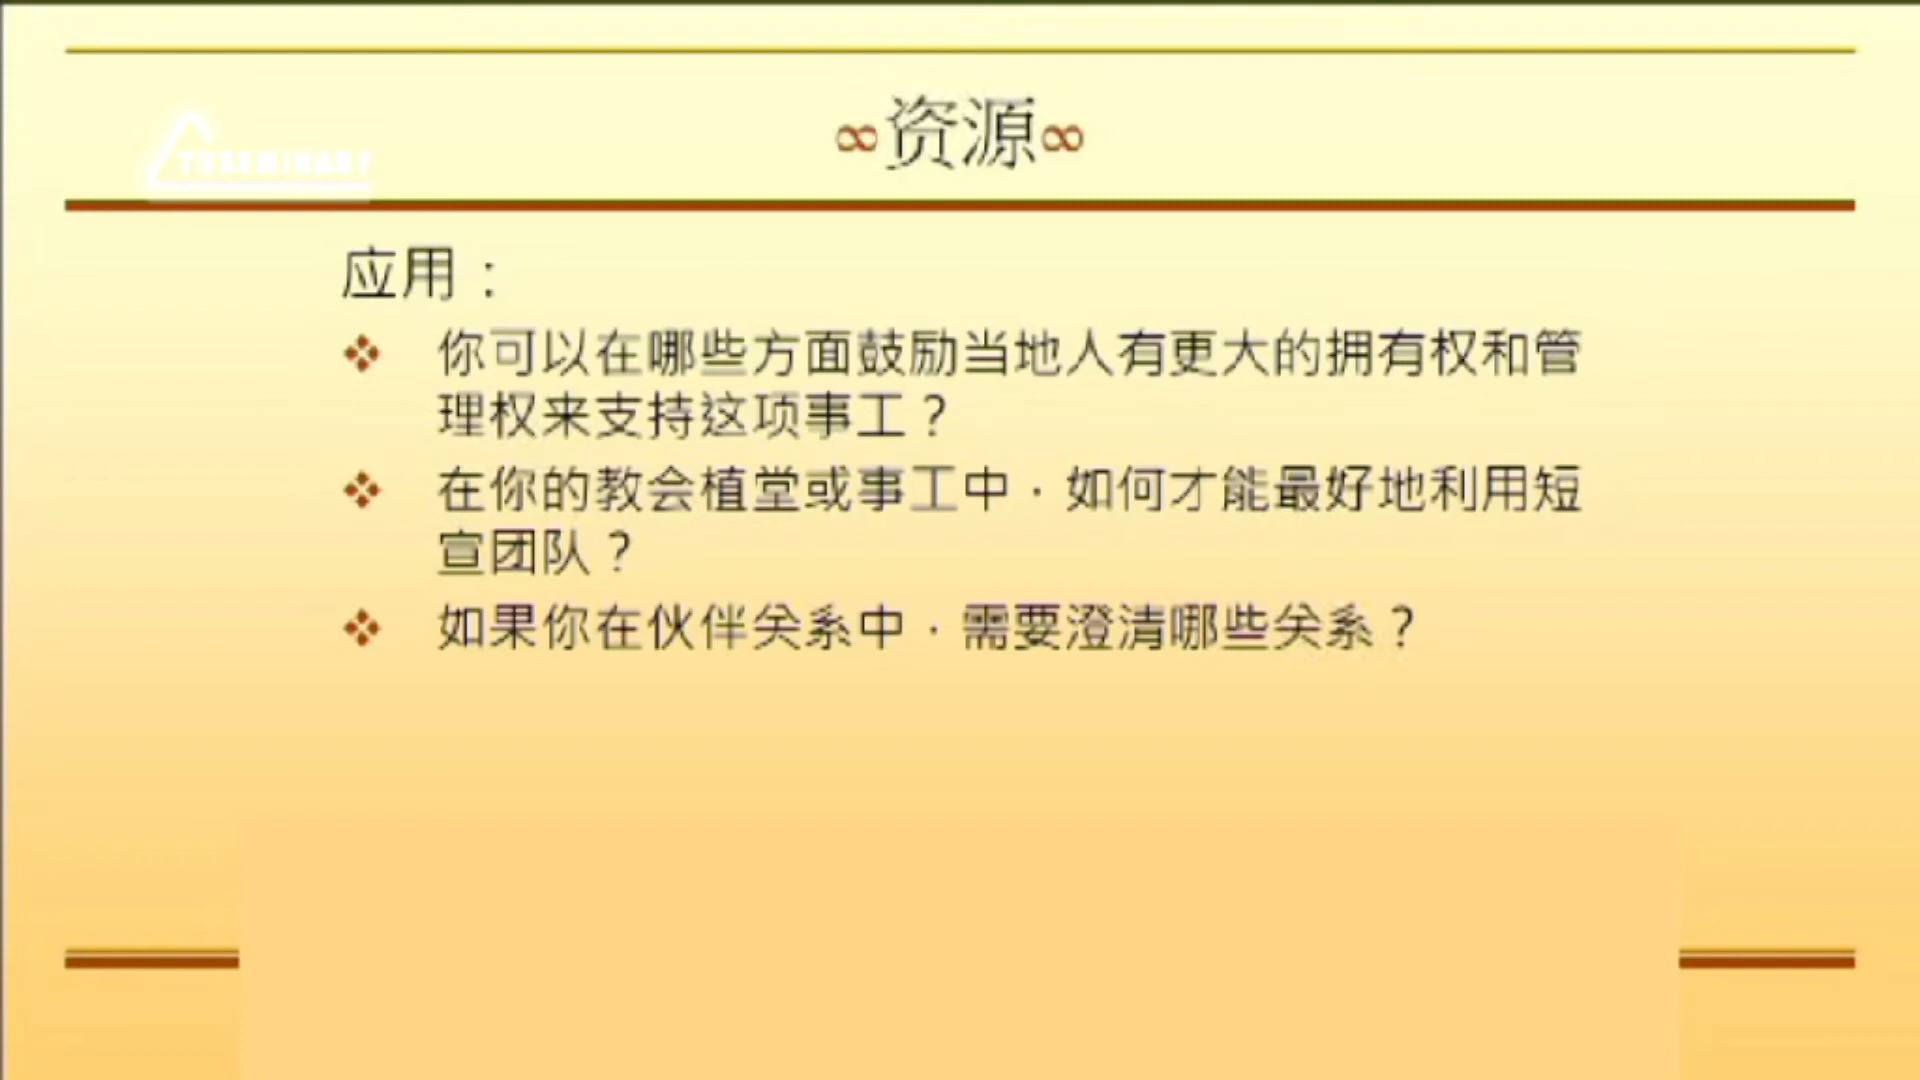 ∞资源∞
TUSEMINARY
应用：
❖ 你可以在哪些方面鼓励当地人有更大的拥有权和管
理权来支持这项事工？
❖ 在你的教会植堂或事工中，如何才能最好地利用短
宣团队？
❖ 如果你在伙伴关系中，需要澄清哪些关系？